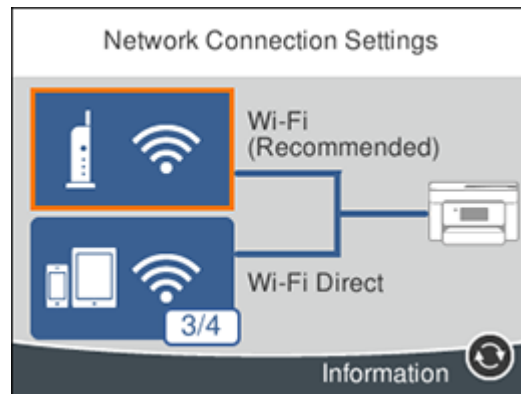 Network Connection Settings
Wi-Fi
(Recommended)
Wi-Fi Direct
3/4
Information